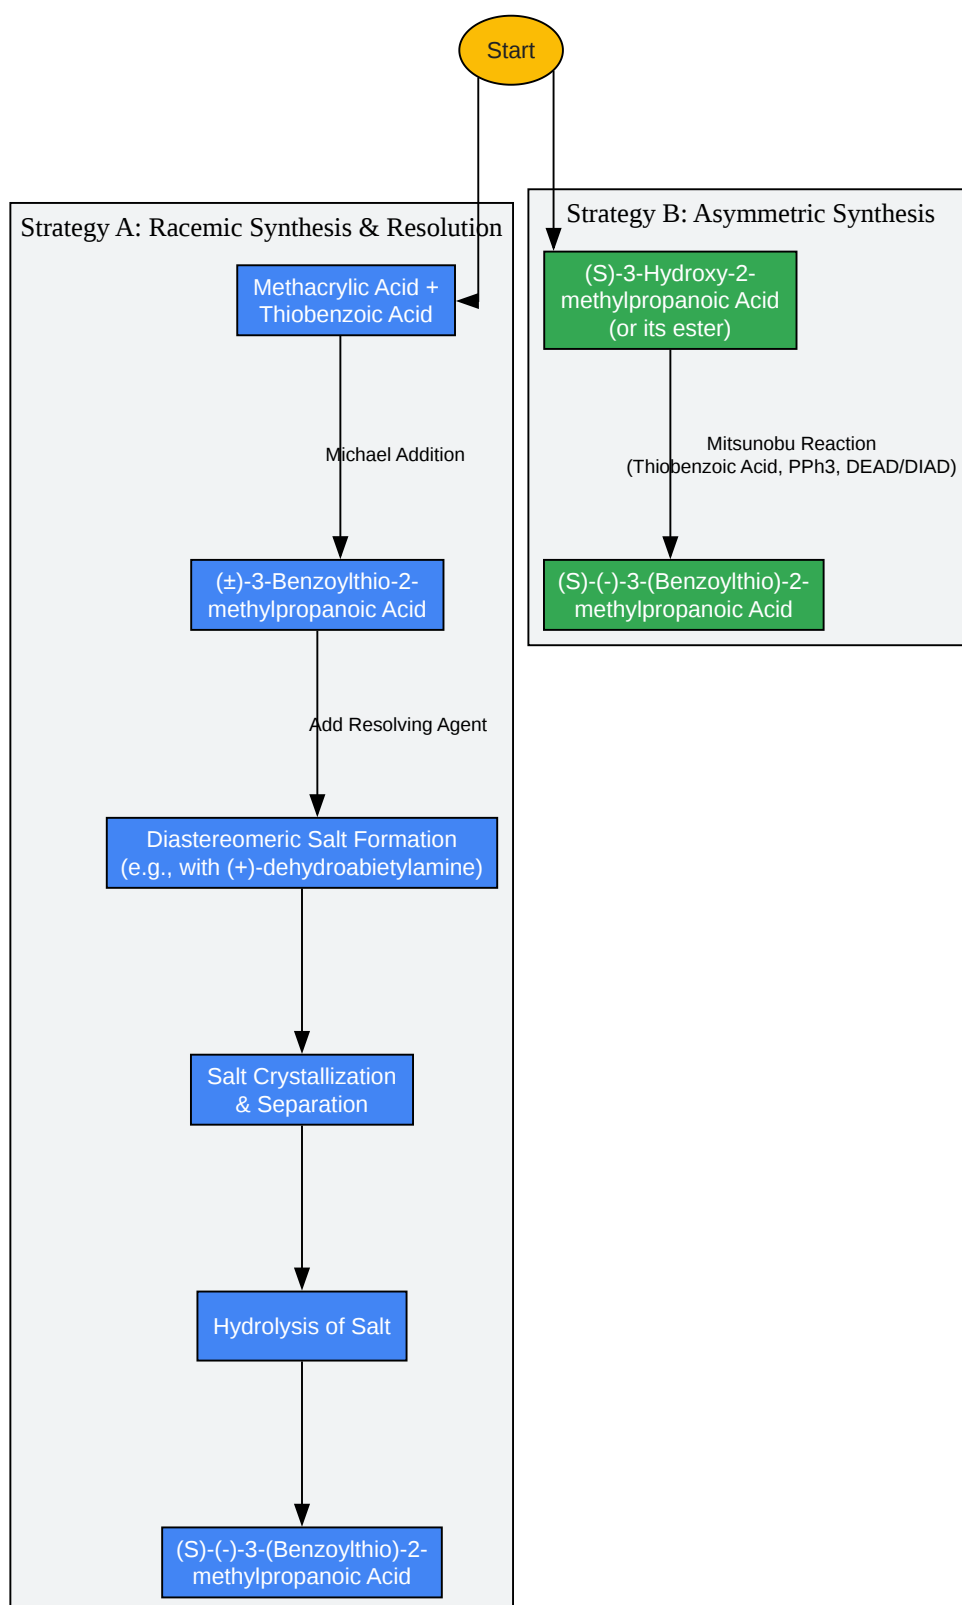 Start
Strategy A: Racemic Synthesis & Resolution
Methacrylic Acid +
Thiobenzoic Acid
Michael Addition
(±)-3-Benzoylthio-2-
methylpropanoic Acid
Add Resolving Agent
Diastereomeric Salt Formation
(e.g., with (+)-dehydroabietylamine)
Salt Crystallization
& Separation
Hydrolysis of Salt
(S)-(-)-3-(Benzoylthio)-2-
methylpropanoic Acid
Strategy B: Asymmetric Synthesis
(S)-3-Hydroxy-2-
methylpropanoic Acid
(or its ester)
Mitsunobu Reaction
(Thiobenzoic Acid, PPh3, DEAD/DIAD)
(S)-(-)-3-(Benzoylthio)-2-
methylpropanoic Acid